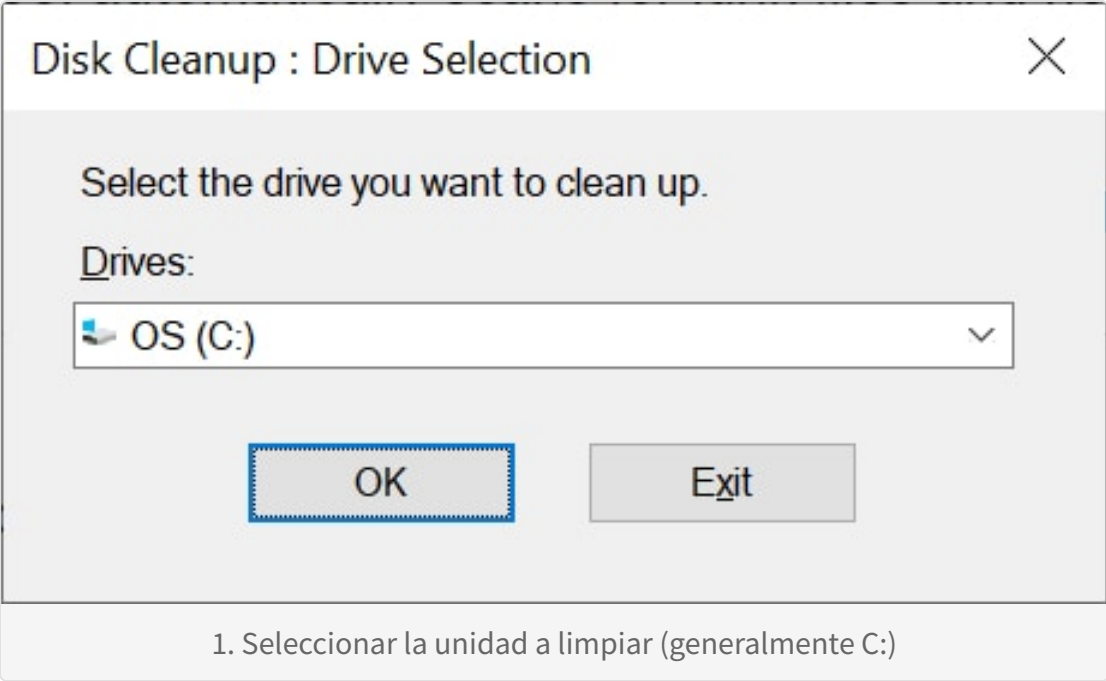 Disk Cleanup : Drive Selection
Select the drive you want to clean up.
Drives:
OS (C:)
OK
Exit
1. Seleccionar la unidad a limpiar (generalmente C:)